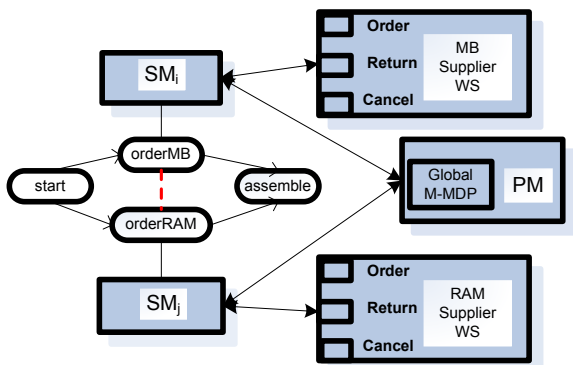 Order
MB
Supplier
WS
Return
Cancel
SMi
orderMB
start
assemble
orderRAM
Global
M-MDP
PM
SMj
Order
RAM
Supplier
WS
Return
Cancel